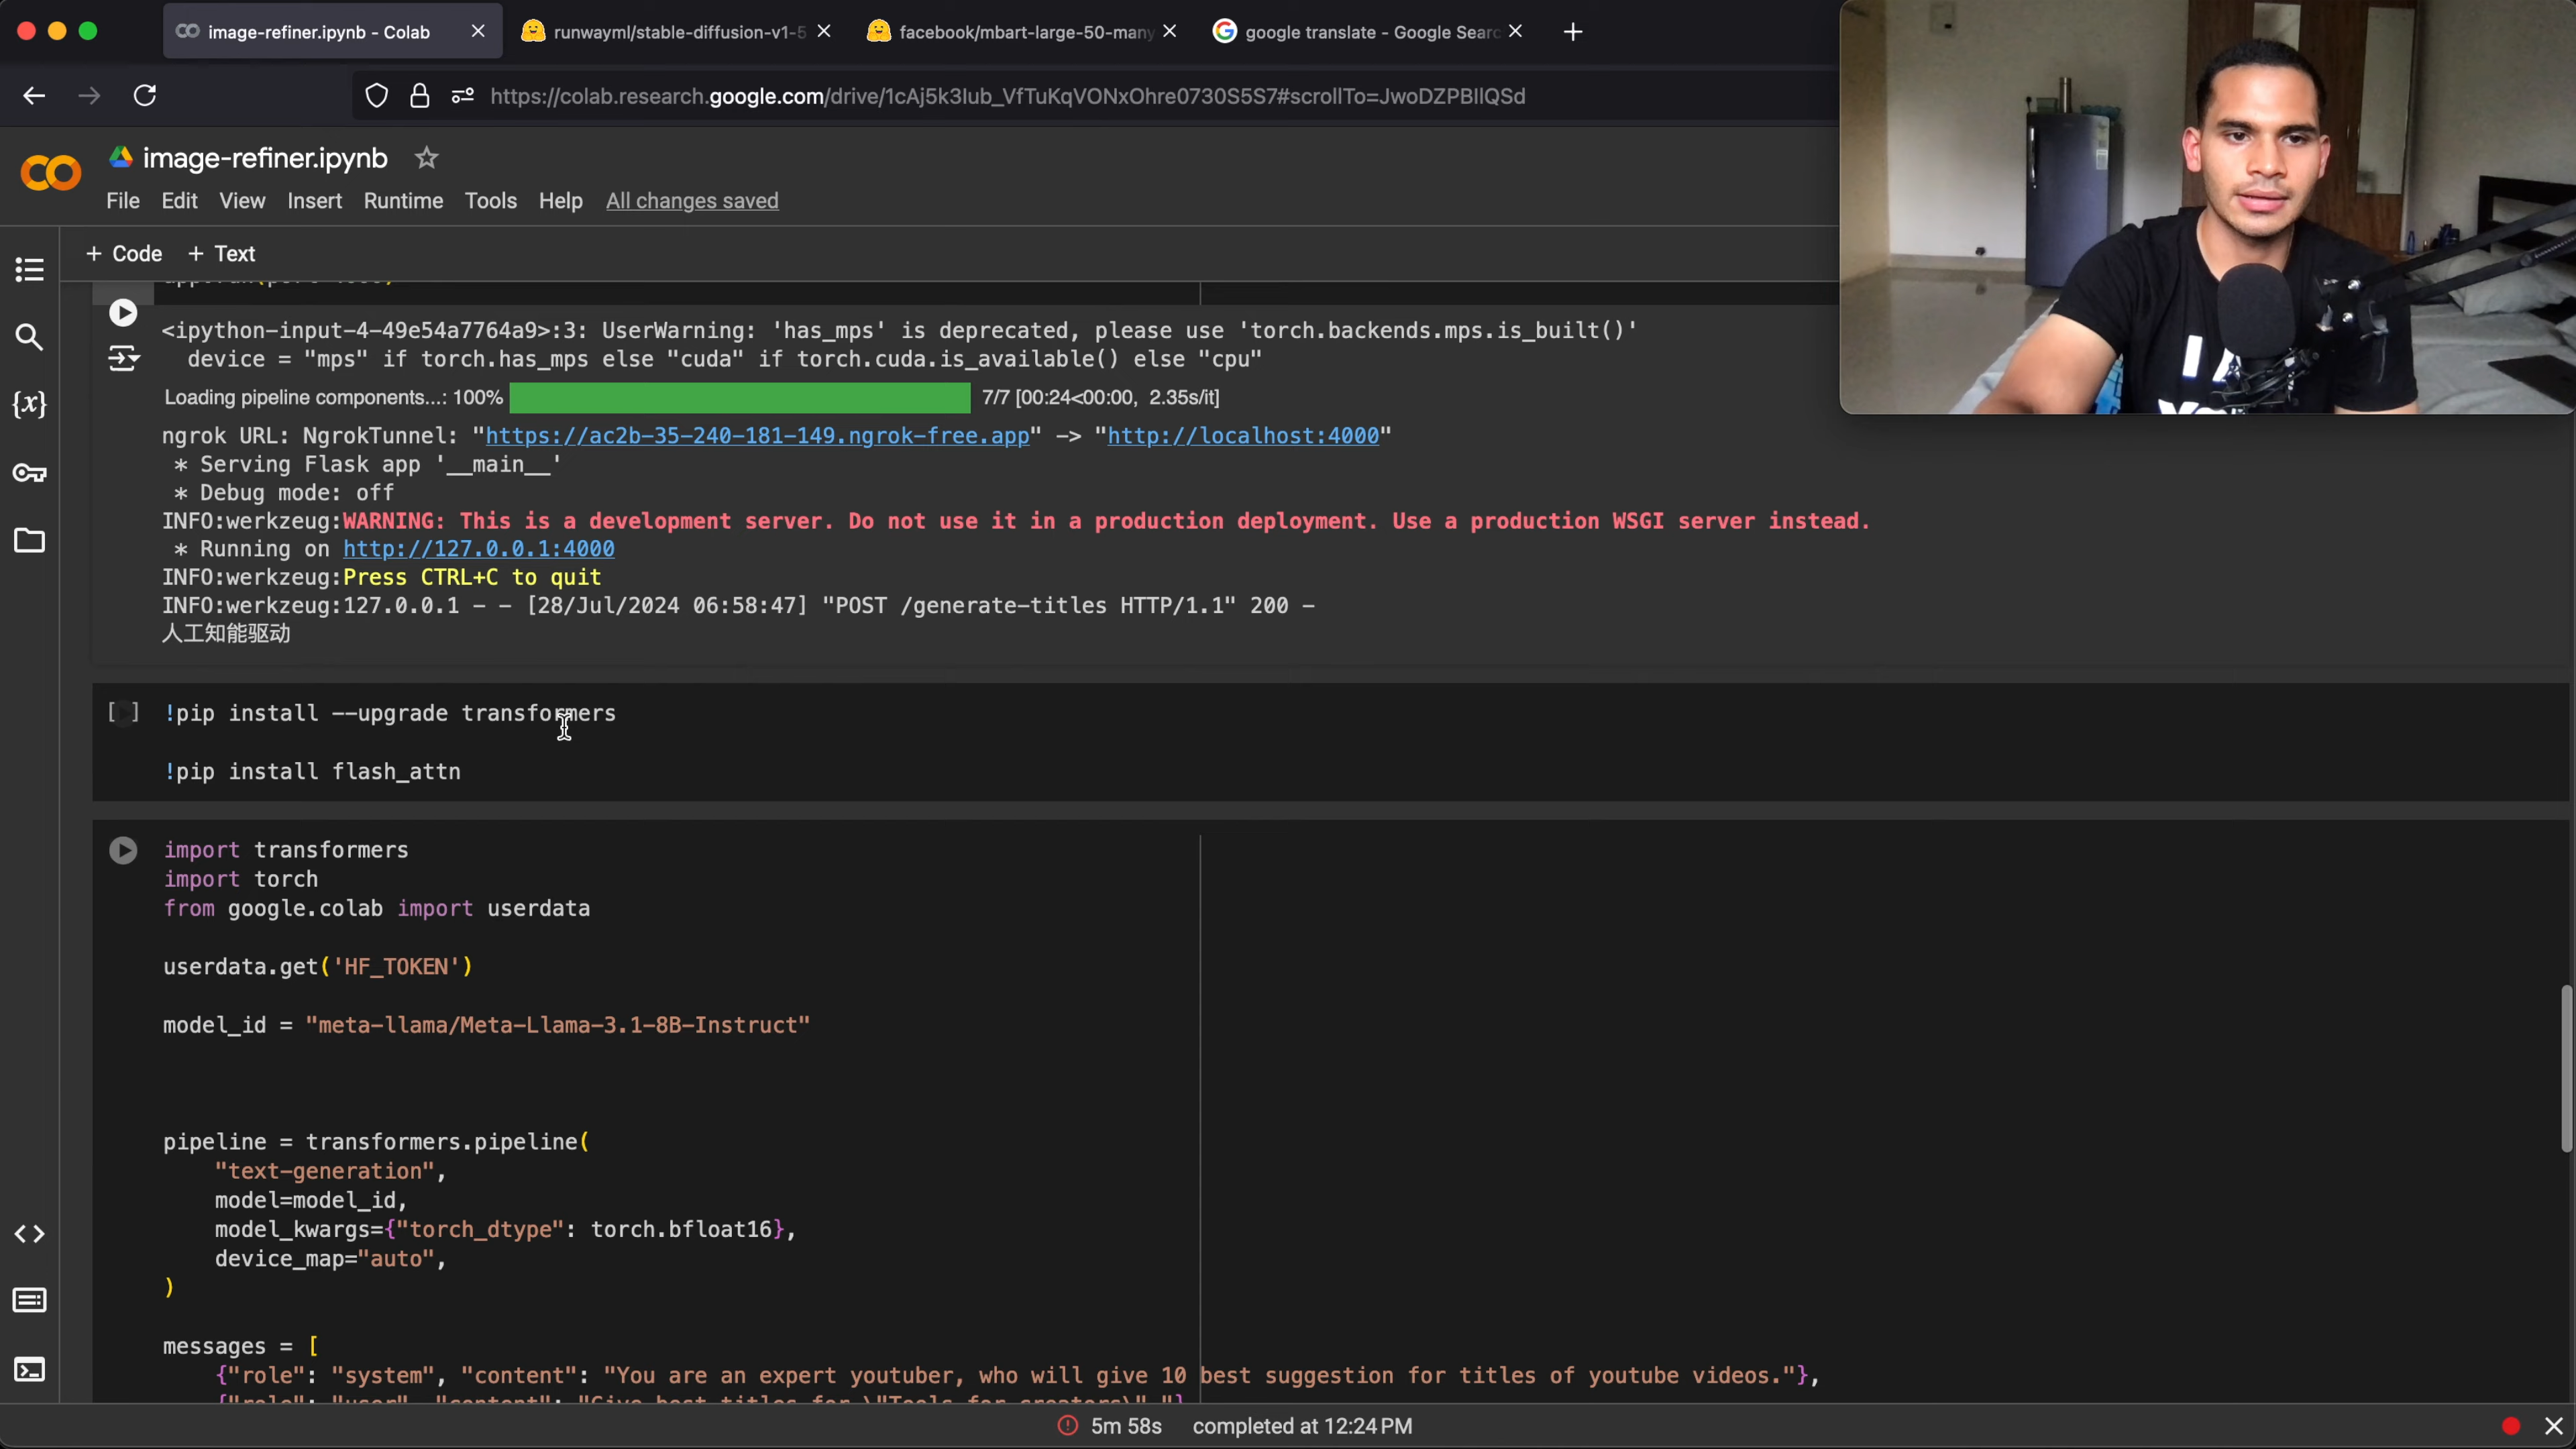 image-refiner.ipynb - Colab
runwayml/stable-diffusion-v1-5
facebook/mbart-large-50-many
google translate - Google Searc
https://colab.research.google.com/drive/1cAj5k3lub_VfTuKqVONxOhre0730S5S7#scrollTo=JwoDZPBllQSd
image-refiner.ipynb
File Edit View Insert Runtime Tools Help All changes saved
+ Code + Text
<ipython-input-4-49e54a7764a9>:3: UserWarning: 'has_mps' is deprecated, please use 'torch.backends.mps.is_built()'
device = "mps" if torch.has_mps else "cuda" if torch.cuda.is_available() else "cpu"
Loading pipeline components...: 100% 7/7 [00:24<00:00, 2.35s/it]
ngrok URL: NgrokTunnel: "https://ac2b-35-240-181-149.ngrok-free.app" -> "http://localhost:4000"
* Serving Flask app '__main__'
* Debug mode: off
INFO:werkzeug:WARNING: This is a development server. Do not use it in a production deployment. Use a production WSGI server instead.
* Running on http://127.0.0.1:4000
INFO:werkzeug:Press CTRL+C to quit
INFO:werkzeug:127.0.0.1 - - [28/Jul/2024 06:58:47] "POST /generate-titles HTTP/1.1" 200 -
人工知能驱动
[ ] !pip install --upgrade transformers
!pip install flash_attn
import transformers
import torch
from google.colab import userdata
userdata.get('HF_TOKEN')
model_id = "meta-llama/Meta-Llama-3.1-8B-Instruct"
pipeline = transformers.pipeline(
"text-generation",
model=model_id,
model_kwargs={"torch_dtype": torch.bfloat16},
device_map="auto",
)
messages = [
{"role": "system", "content": "You are an expert youtuber, who will give 10 best suggestion for titles of youtube videos."},
{"role": "user", "content": "Give best titles for \"Tools for creators\" "}
5m 58s completed at 12:24 PM